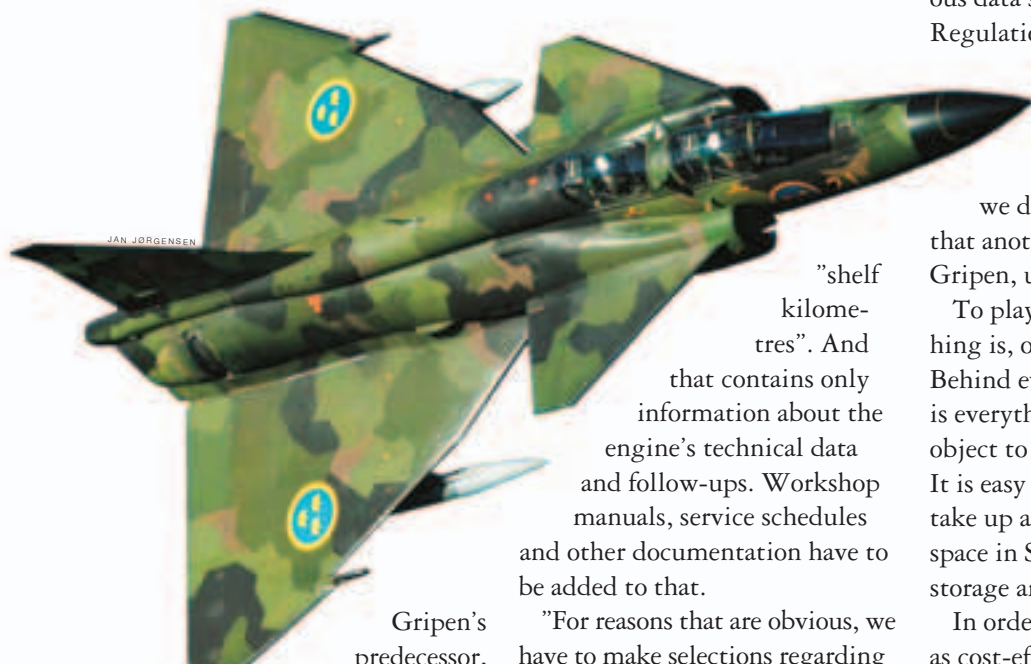 JAN JØRGENSEN
Gripen's
predecessor,
"shelf
kilome-
tres". And
that contains only
information about the
engine's technical data
and follow-ups. Workshop
manuals, service schedules
and other documentation have to
be added to that.
"For reasons that are obvious, we
have to make selections regarding
ous data s
Regulatio
we d
that anot
Gripen, u
To play
hing is, o
Behind ev
is everyth
object to
It is easy
take up a
space in S
storage ar
In orde
as cost-ef